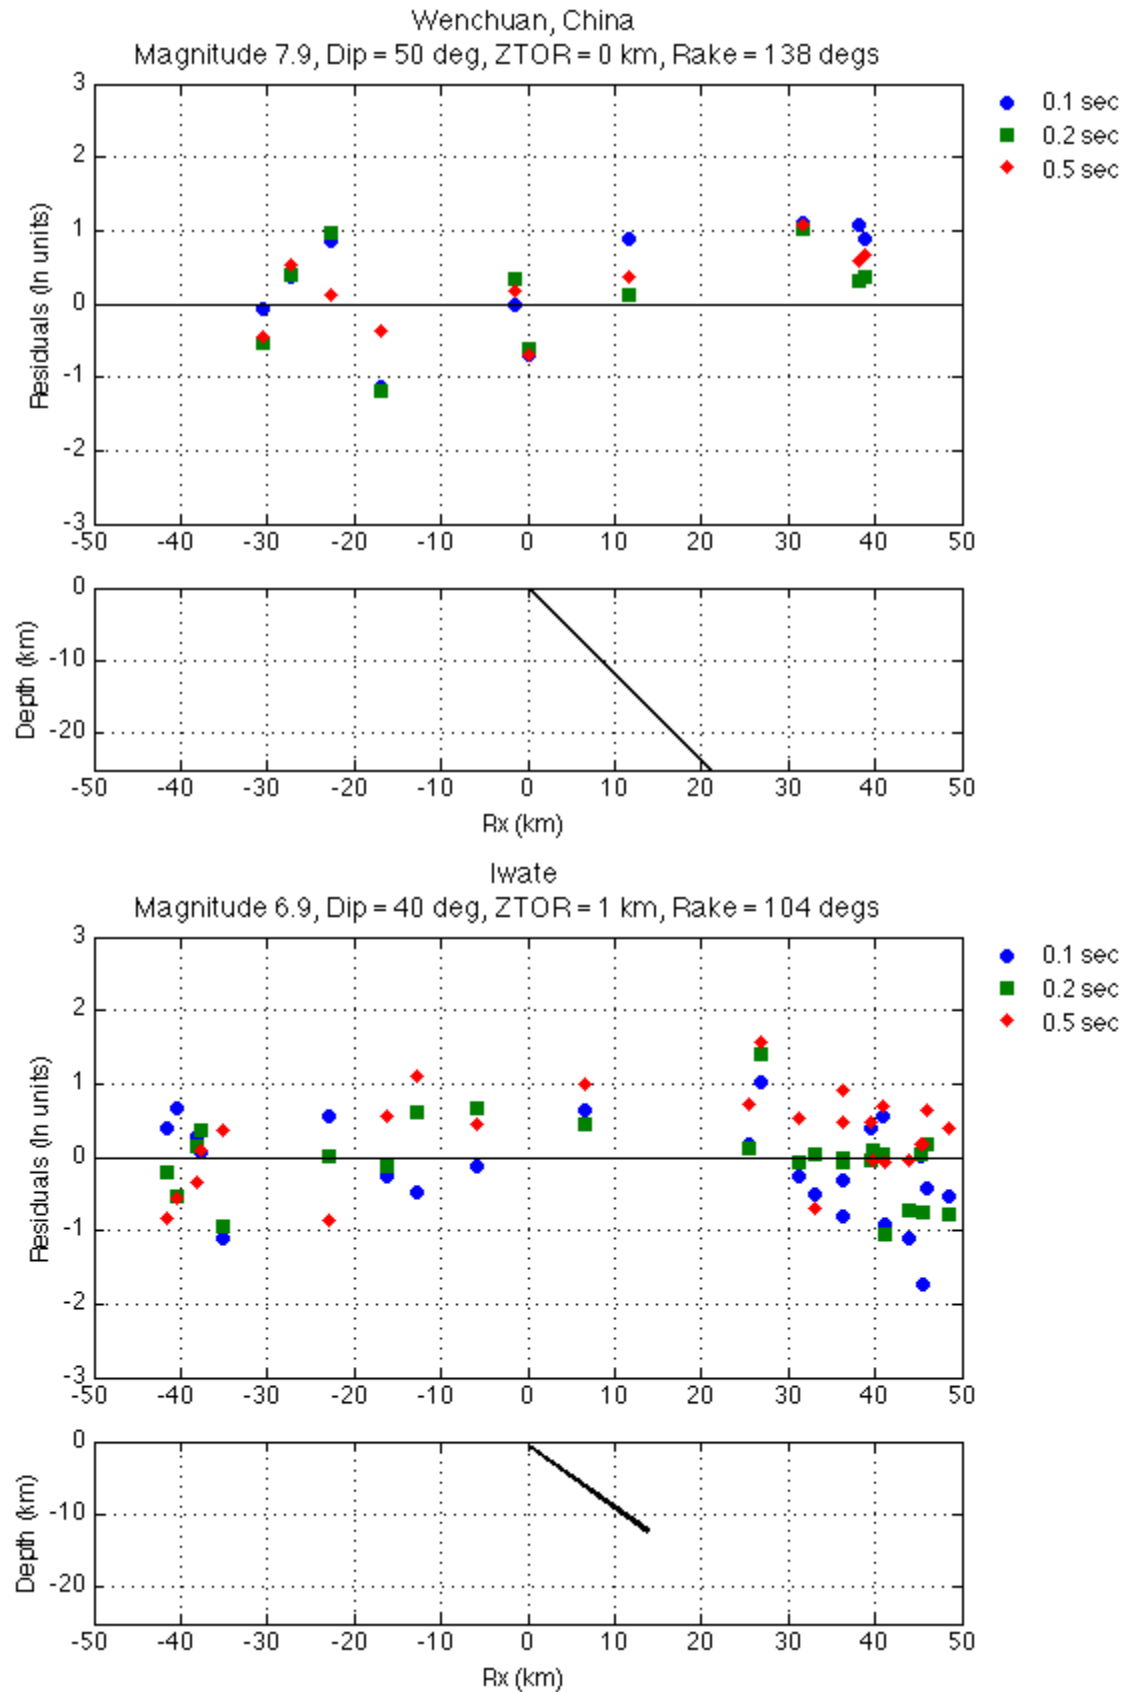 Wenchuan, China
Magnitude 7.9, Dip = 50 deg, ZTOR = 0 km, Rake = 138 degs
3
2
1
0
-1
-2
-3
Residuals (ln units)
-50 -40 -30 -20 -10 0 10 20 30 40 50
0.1 sec
0.2 sec
0.5 sec
0
-10
-20
Depth (km)
-50 -40 -30 -20 -10 0 10 20 30 40 50
Rx (km)
Iwate
Magnitude 6.9, Dip = 40 deg, ZTOR = 1 km, Rake = 104 degs
3
2
1
0
-1
-2
-3
Residuals (ln units)
-50 -40 -30 -20 -10 0 10 20 30 40 50
0.1 sec
0.2 sec
0.5 sec
0
-10
-20
Depth (km)
-50 -40 -30 -20 -10 0 10 20 30 40 50
Rx (km)